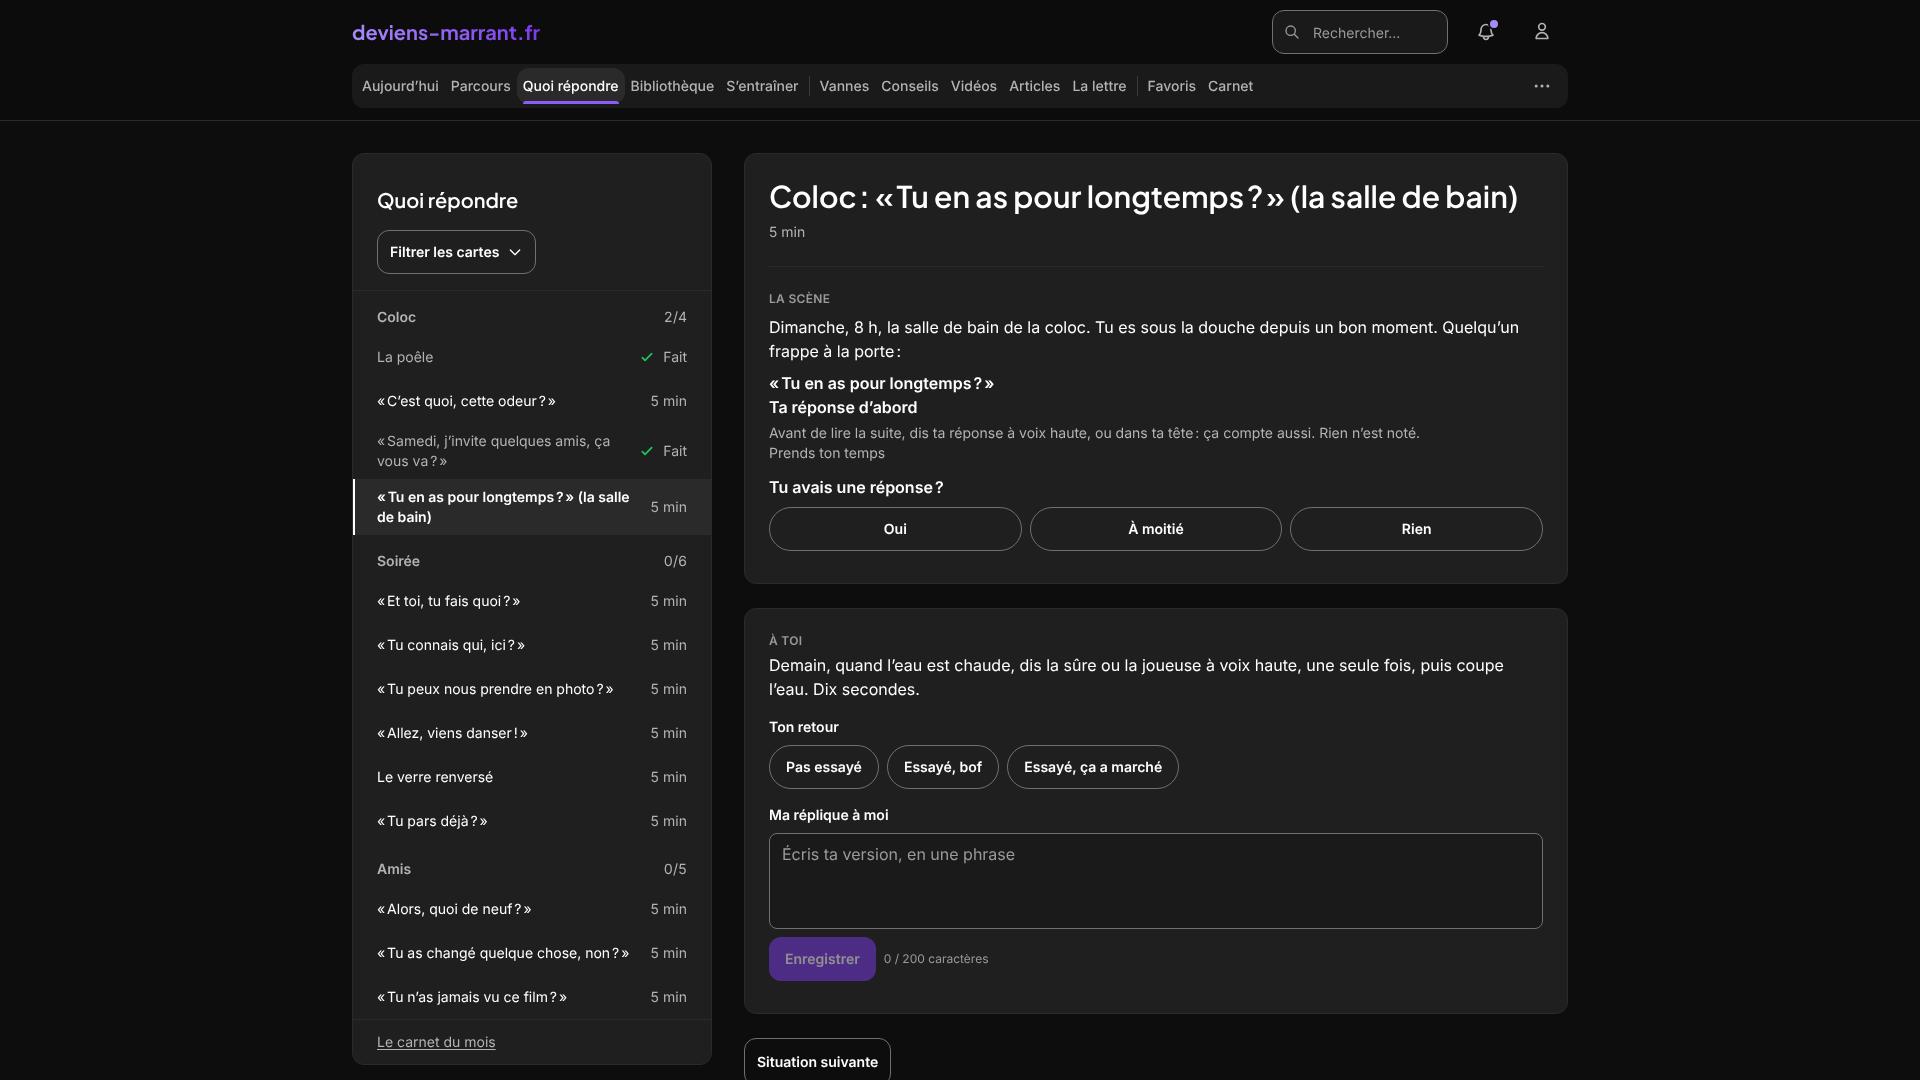 deviens-marrant.fr
Rechercher...
Aujourd’hui Parcours Quoi répondre Bibliothèque S’entraîner Vannes Conseils Vidéos Articles La lettre Favoris Carnet
Quoi répondre
Filtrer les cartes
Coloc 2/4
La poêle Fait
« C’est quoi, cette odeur ? » 5 min
« Samedi, j’invite quelques amis, ça
vous va ? » Fait
« Tu en as pour longtemps ? » (la salle
de bain) 5 min
Soirée 0/6
« Et toi, tu fais quoi ? » 5 min
« Tu connais qui, ici ? » 5 min
« Tu peux nous prendre en photo ? » 5 min
« Allez, viens danser ! » 5 min
Le verre renversé 5 min
« Tu pars déjà ? » 5 min
Amis 0/5
« Alors, quoi de neuf ? » 5 min
« Tu as changé quelque chose, non ? » 5 min
« Tu n’as jamais vu ce film ? » 5 min
Le carnet du mois
Coloc : « Tu en as pour longtemps ? » (la salle de bain)
5 min
LA SCÈNE
Dimanche, 8 h, la salle de bain de la coloc. Tu es sous la douche depuis un bon moment. Quelqu’un
frappe à la porte :
« Tu en as pour longtemps ? »
Ta réponse d’abord
Avant de lire la suite, dis ta réponse à voix haute, ou dans ta tête : ça compte aussi. Rien n’est noté.
Prends ton temps
Tu avais une réponse ?
Oui À moitié Rien
À TOI
Demain, quand l’eau est chaude, dis la sûre ou la joueuse à voix haute, une seule fois, puis coupe
l’eau. Dix secondes.
Ton retour
Pas essayé Essayé, bof Essayé, ça a marché
Ma réplique à moi
Écris ta version, en une phrase
Enregistrer 0 / 200 caractères
Situation suivante